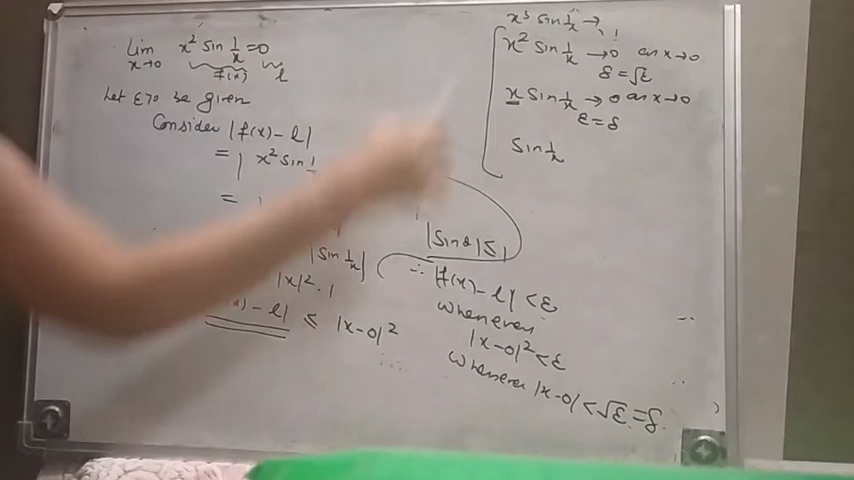 lim x² sin 1/x = 0
x→0 f(x) l
Let ε>0 be given
Consider |f(x) - l|
= | x² sin 1
=
|sin 1/x|
|x|² . 1
x) - l| ≤ |x-0|²
|sin θ| ≤ 1
∴ |f(x) - l| < ε
whenever
|x-0|² < ε
whenever |x-0| < √ε = δ.
x³ sin 1/x →
x² sin 1/x → 0 as x→0
δ = √ε
x sin 1/x → 0 as x→0
ε = δ
sin 1/x